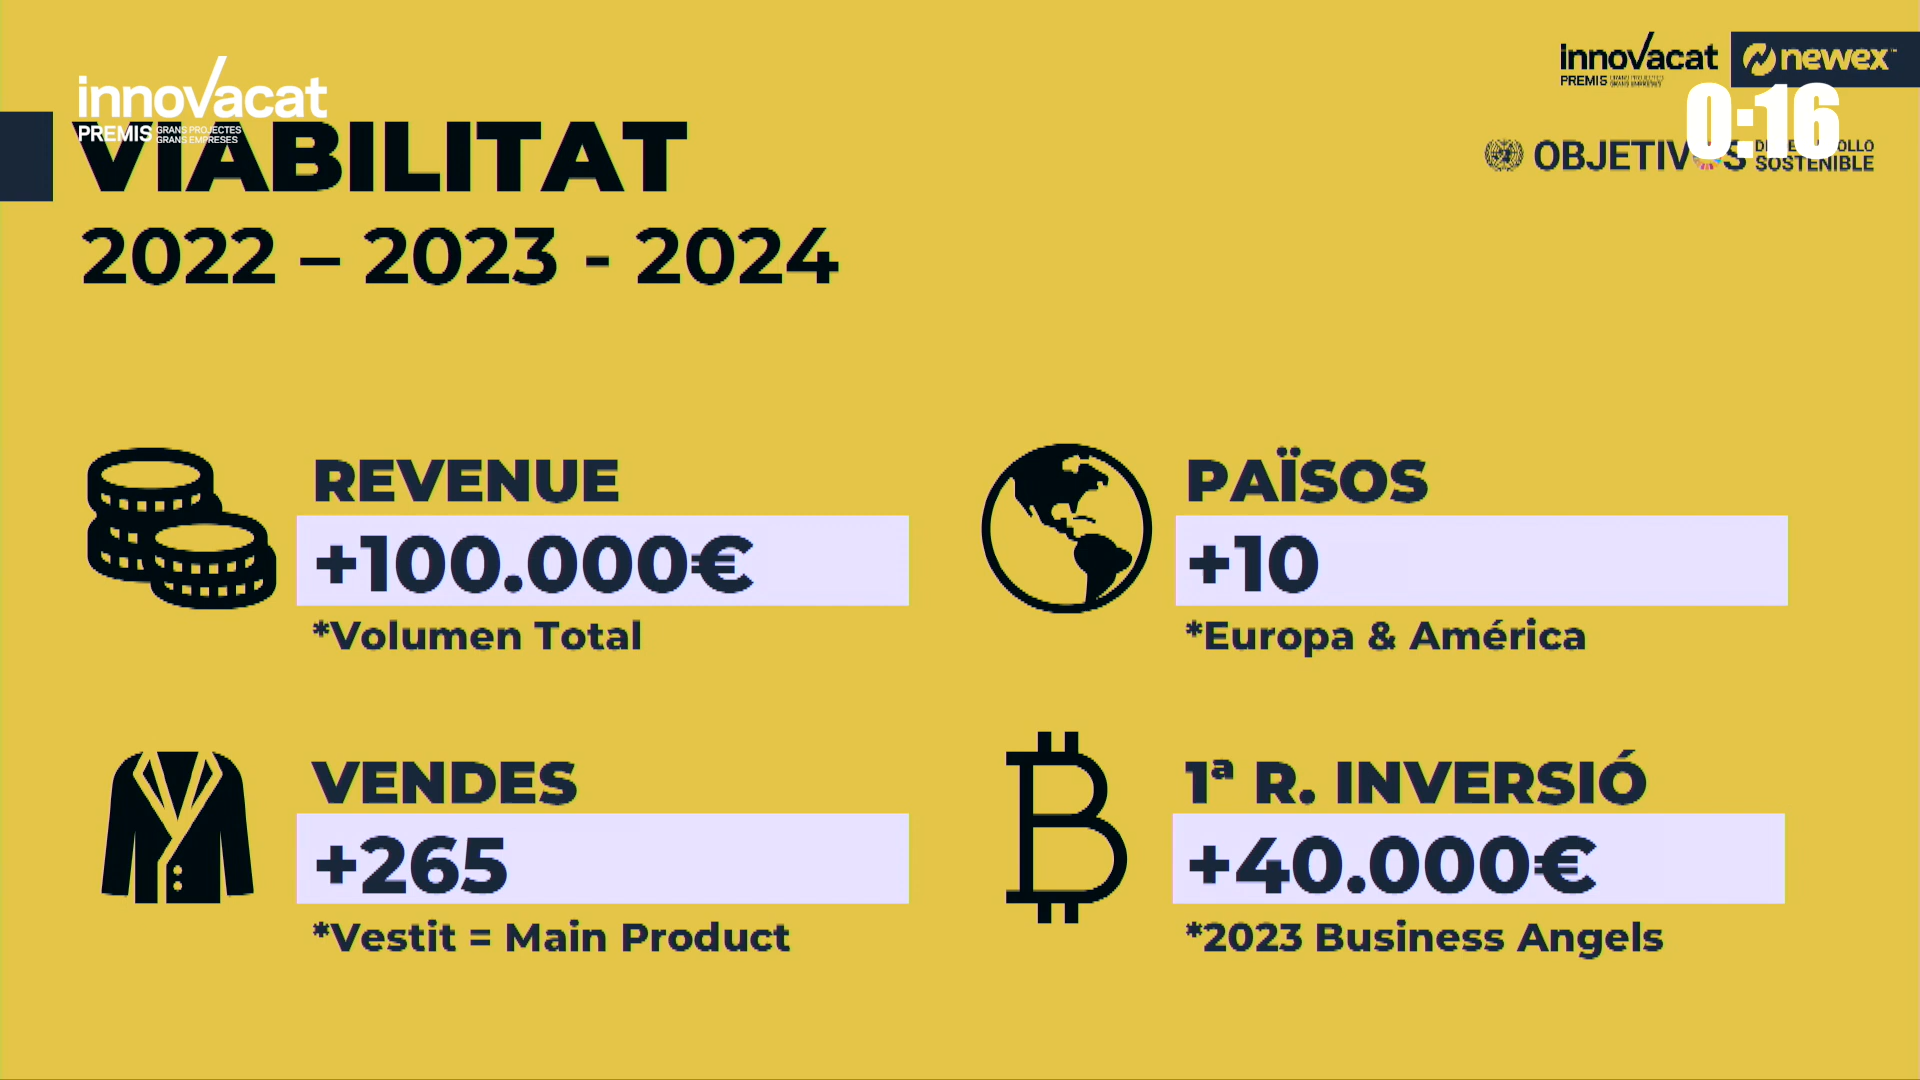 innovacat
PREMIS GRANS PROJECTES
GRANS EMPRESES
innovacat
PREMIS
newex
0:16
VIABILITAT
OBJETIVOS
SOSTENIBLE
2022 – 2023 - 2024
REVENUE
+100.000€
*Volumen Total
PAÏSOS
+10
*Europa & América
VENDES
+265
*Vestit = Main Product
1ª R. INVERSIÓ
+40.000€
*2023 Business Angels